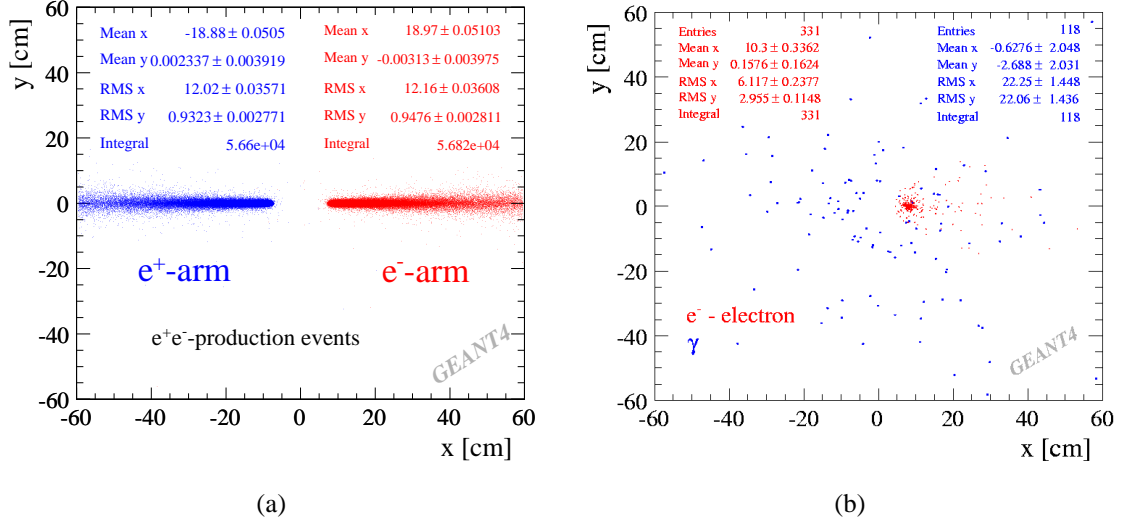 Mean x -18.88 ± 0.0505
Mean y 0.002337 ± 0.003919
RMS x 12.02 ± 0.03571
RMS y 0.9323 ± 0.002771
Integral 5.66e+04
Mean x 18.97 ± 0.05103
Mean y -0.00313 ± 0.003975
RMS x 12.16 ± 0.03608
RMS y 0.9476 ± 0.002811
Integral 5.682e+04
y [cm]
60
40
20
0
-20
-40
-60
e⁺-arm
e⁻-arm
e⁺e⁻-production events
GEANT4
-60 -40 -20 0 20 40 60
x [cm]
(a)
Entries 331
Mean x 10.3 ± 0.3362
Mean y 0.1576 ± 0.1624
RMS x 6.117 ± 0.2377
RMS y 2.955 ± 0.1148
Integral 331
Entries 118
Mean x -0.6276 ± 2.048
Mean y -2.688 ± 2.031
RMS x 22.25 ± 1.448
RMS y 22.06 ± 1.436
Integral 118
y [cm]
60
40
20
0
-20
-40
-60
e⁻ - electron
γ
GEANT4
-60 -40 -20 0 20 40 60
x [cm]
(b)